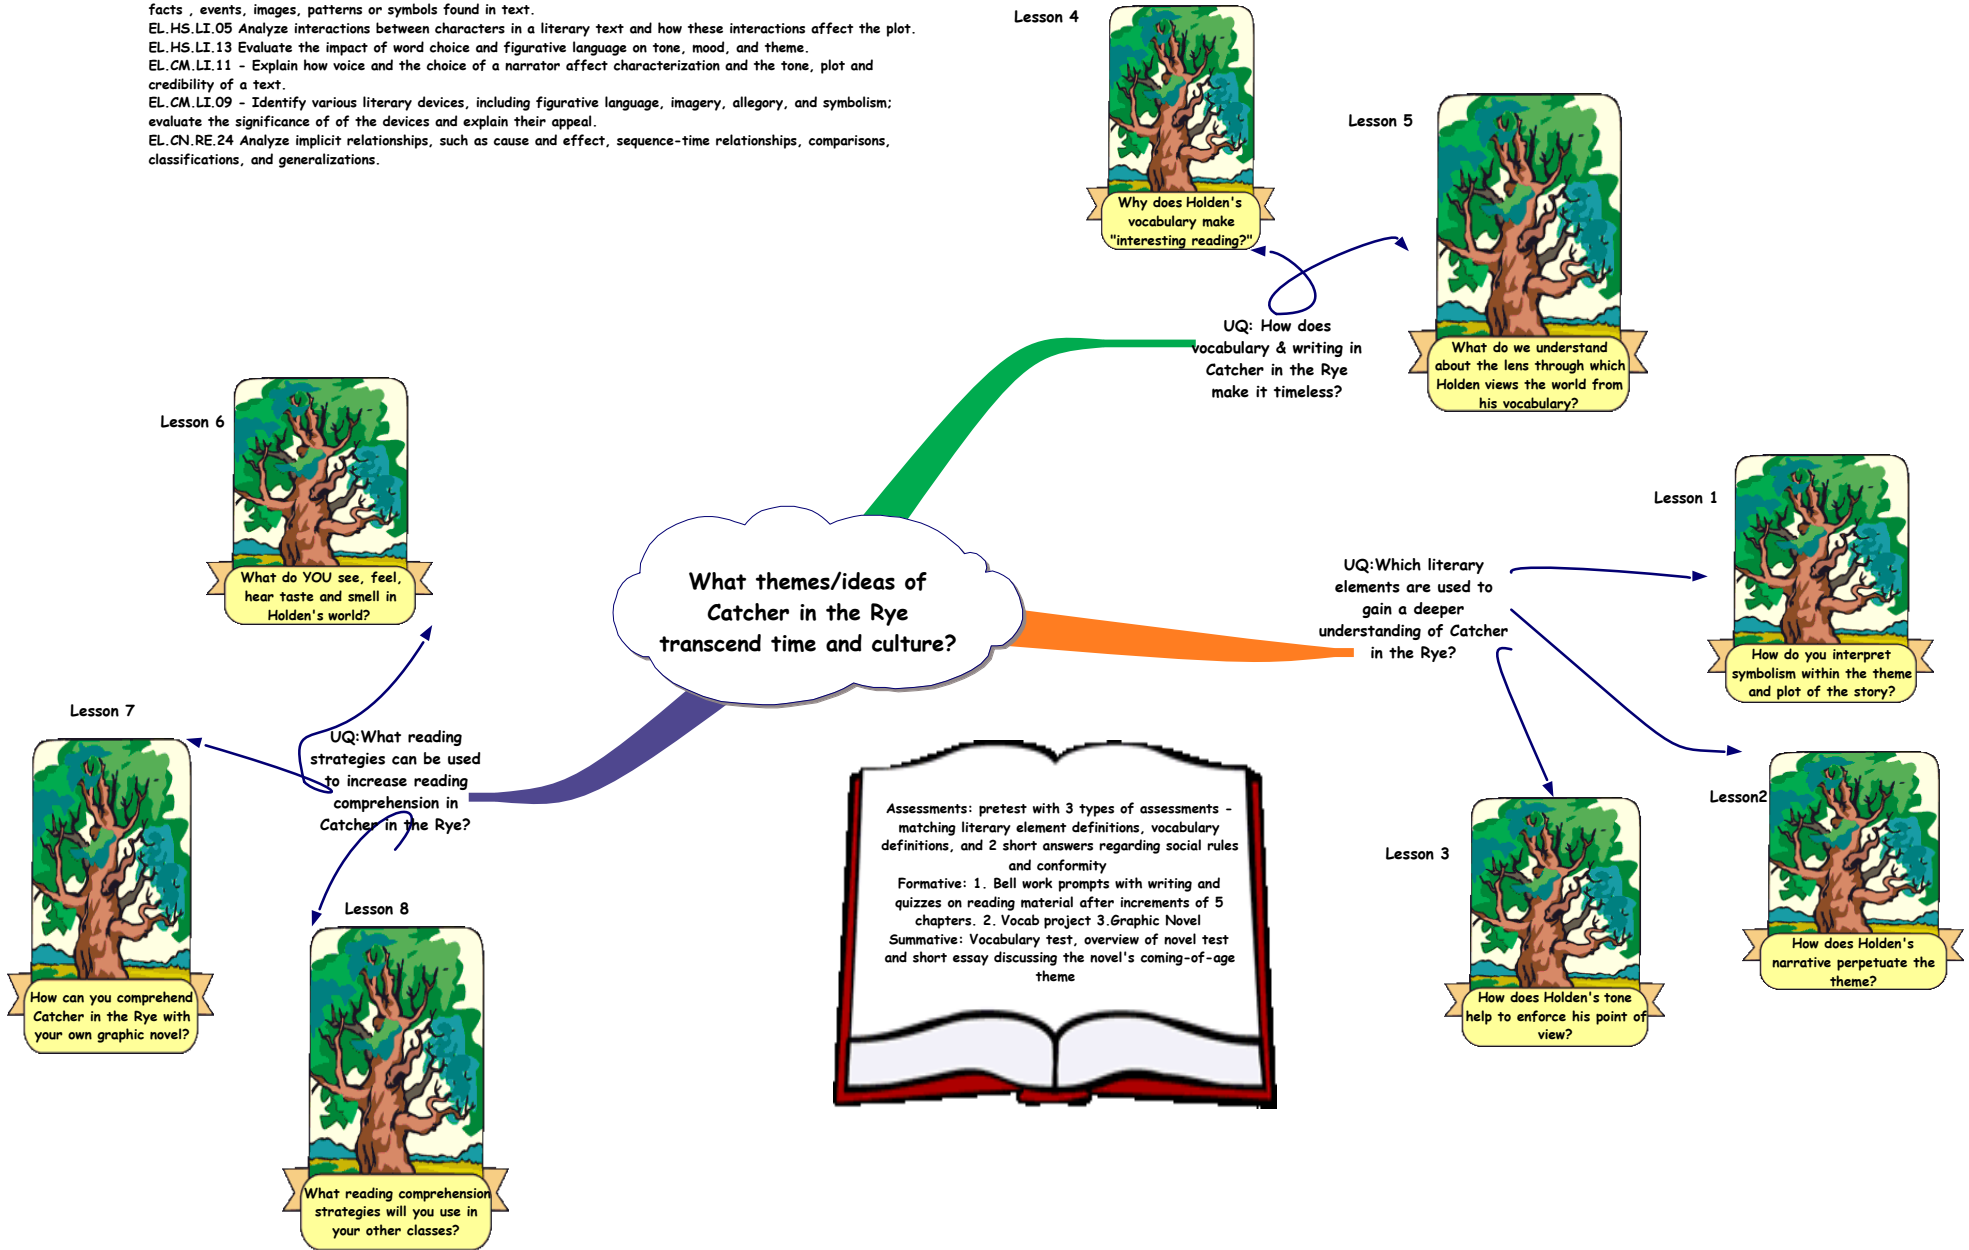 facts , events, images, patterns or symbols found in text.
EL.HS.LI.05 Analyze interactions between characters in a literary text and how these interactions affect the plot.
EL.HS.LI.13 Evaluate the impact of word choice and figurative language on tone, mood, and theme.
EL.CM.LI.11 - Explain how voice and the choice of a narrator affect characterization and the tone, plot and
credibility of a text.
EL.CM.LI.09 - Identify various literary devices, including figurative language, imagery, allegory, and symbolism;
evaluate the significance of of the devices and explain their appeal.
EL.CN.RE.24 Analyze implicit relationships, such as cause and effect, sequence-time relationships, comparisons,
classifications, and generalizations.
Lesson 4
Why does Holden's
vocabulary make
"interesting reading?"
Lesson 5
What do we understand
about the lens through which
Holden views the world from
his vocabulary?
UQ: How does
vocabulary & writing in
Catcher in the Rye
make it timeless?
Lesson 6
What do YOU see, feel,
hear taste and smell in
Holden's world?
What themes/ideas of
Catcher in the Rye
transcend time and culture?
Lesson 1
How do you interpret
symbolism within the theme
and plot of the story?
UQ:Which literary
elements are used to
gain a deeper
understanding of Catcher
in the Rye?
Lesson2
How does Holden's
narrative perpetuate the
theme?
Lesson 3
How does Holden's tone
help to enforce his point of
view?
Lesson 7
How can you comprehend
Catcher in the Rye with
your own graphic novel?
UQ:What reading
strategies can be used
to increase reading
comprehension in
Catcher in the Rye?
Lesson 8
What reading comprehension
strategies will you use in
your other classes?
Assessments: pretest with 3 types of assessments -
matching literary element definitions, vocabulary
definitions, and 2 short answers regarding social rules
and conformity
Formative: 1. Bell work prompts with writing and
quizzes on reading material after increments of 5
chapters. 2. Vocab project 3.Graphic Novel
Summative: Vocabulary test, overview of novel test
and short essay discussing the novel's coming-of-age
theme